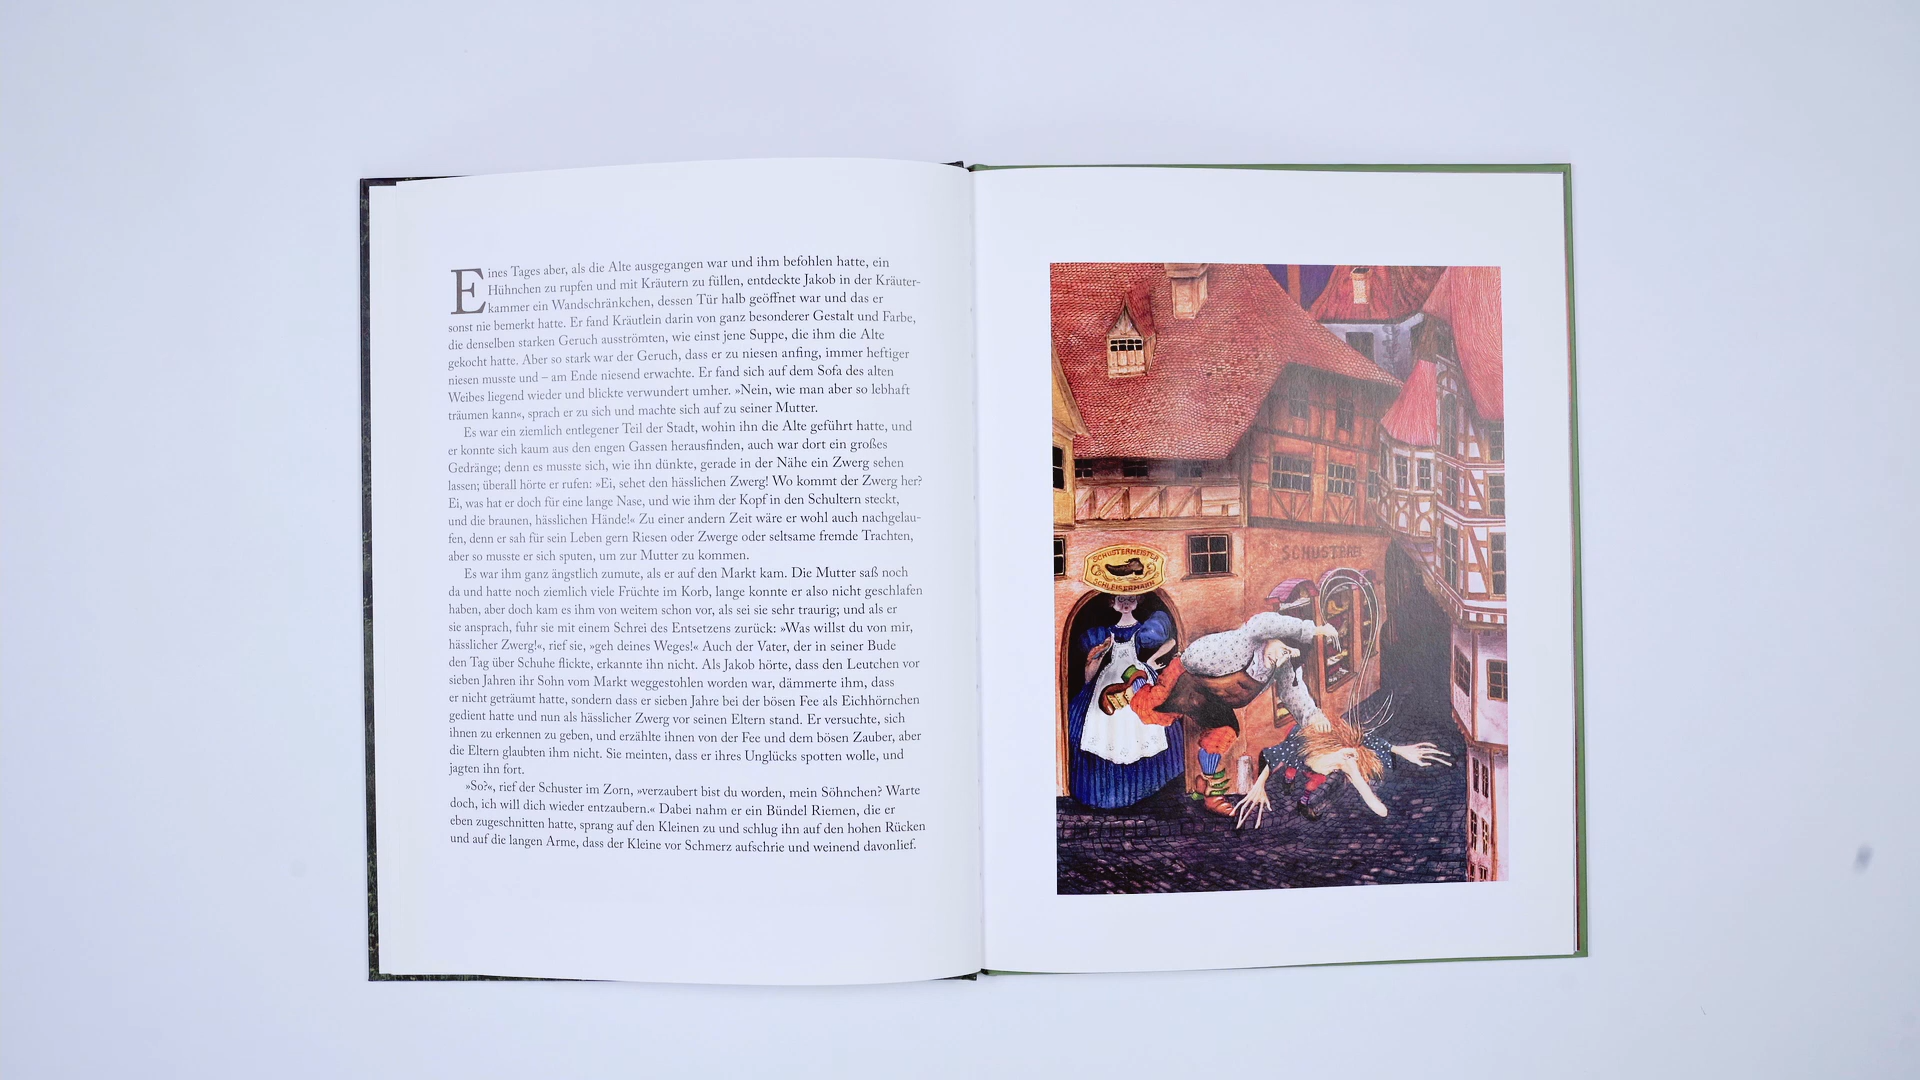 Eines Tages aber, als die Alte ausgegangen war und ihm befohlen hatte, ein
Hühnchen zu rupfen und mit Kräutern zu füllen, entdeckte Jakob in der Kräuter-
kammer ein Wandschränkchen, dessen Tür halb geöffnet war und das er
sonst nie bemerkt hatte. Er fand Kräutlein darin von ganz besonderer Gestalt und Farbe,
die denselben starken Geruch ausströmten, wie einst jene Suppe, die ihm die Alte
gekocht hatte. Aber so stark war der Geruch, dass er zu niesen anfing, immer heftiger
niesen musste und – am Ende niesend erwachte. Er fand sich auf dem Sofa des alten
Weibes liegend wieder und blickte verwundert umher. »Nein, wie man aber so lebhaft
träumen kann«, sprach er zu sich und machte sich auf zu seiner Mutter.
Es war ein ziemlich entlegener Teil der Stadt, wohin ihn die Alte geführt hatte, und
er konnte sich kaum aus den engen Gassen herausfinden, auch war dort ein großes
Gedränge; denn es musste sich, wie ihn dünkte, gerade in der Nähe ein Zwerg sehen
lassen; überall hörte er rufen: »Ei, sehet den hässlichen Zwerg! Wo kommt der Zwerg her?
Ei, was hat er doch für eine lange Nase, und wie ihm der Kopf in den Schultern steckt,
und die braunen, hässlichen Hände!« Zu einer andern Zeit wäre er wohl auch nachgelau-
fen, denn er sah für sein Leben gern Riesen oder Zwerge oder seltsame fremde Trachten,
aber so musste er sich sputen, um zur Mutter zu kommen.
Es war ihm ganz ängstlich zumute, als er auf den Markt kam. Die Mutter saß noch
da und hatte noch ziemlich viele Früchte im Korb, lange konnte er also nicht geschlafen
haben, aber doch kam es ihm von weitem schon vor, als sei sie sehr traurig; und als er
sie ansprach, fuhr sie mit einem Schrei des Entsetzens zurück: »Was willst du von mir,
hässlicher Zwerg!«, rief sie, »geh deines Weges!« Auch der Vater, der in seiner Bude
den Tag über Schuhe flickte, erkannte ihn nicht. Als Jakob hörte, dass den Leutchen vor
sieben Jahren ihr Sohn vom Markt weggestohlen worden war, dämmerte ihm, dass
er nicht geträumt hatte, sondern dass er sieben Jahre bei der bösen Fee als Eichhörnchen
gedient hatte und nun als hässlicher Zwerg vor seinen Eltern stand. Er versuchte, sich
ihnen zu erkennen zu geben, und erzählte ihnen von der Fee und dem bösen Zauber, aber
die Eltern glaubten ihm nicht. Sie meinten, dass er ihres Unglücks spotten wolle, und
jagten ihn fort.
»So?«, rief der Schuster im Zorn, »verzaubert bist du worden, mein Söhnchen? Warte
doch, ich will dich wieder entzaubern.« Dabei nahm er ein Bündel Riemen, die er
eben zugeschnitten hatte, sprang auf den Kleinen zu und schlug ihn auf den hohen Rücken
und auf die langen Arme, dass der Kleine vor Schmerz aufschrie und weinend davonlief.
SCHUSTEREI
SCHUSTERMEISTER